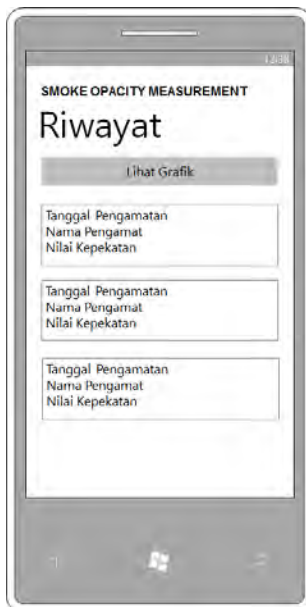 12:38
SMOKE OPACITY MEASUREMENT
Riwayat
Lihat Grafik
Tanggal Pengamatan
Nama Pengamat
Nilai Kepekatan
Tanggal Pengamatan
Nama Pengamat
Nilai Kepekatan
Tanggal Pengamatan
Nama Pengamat
Nilai Kepekatan